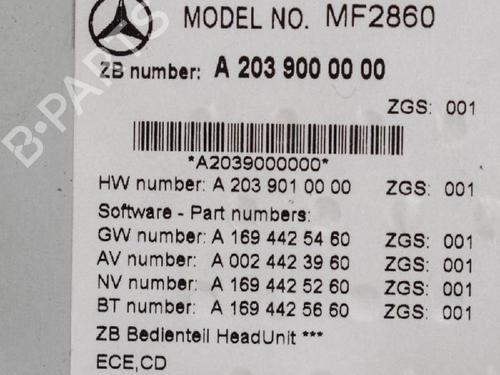 MODEL NO. MF2860
ZB number: A 203 900 00 00
ZGS: 001
*A2039000000*
HW number: A 203 901 00 00 ZGS: 001
Software - Part numbers:
GW number: A 169 442 54 60 ZGS: 001
AV number: A 002 442 39 60 ZGS: 001
NV number: A 169 442 52 60 ZGS: 001
BT number: A 169 442 56 60 ZGS: 001
ZB Bedienteil HeadUnit ***
ECE,CD
B-PARTS